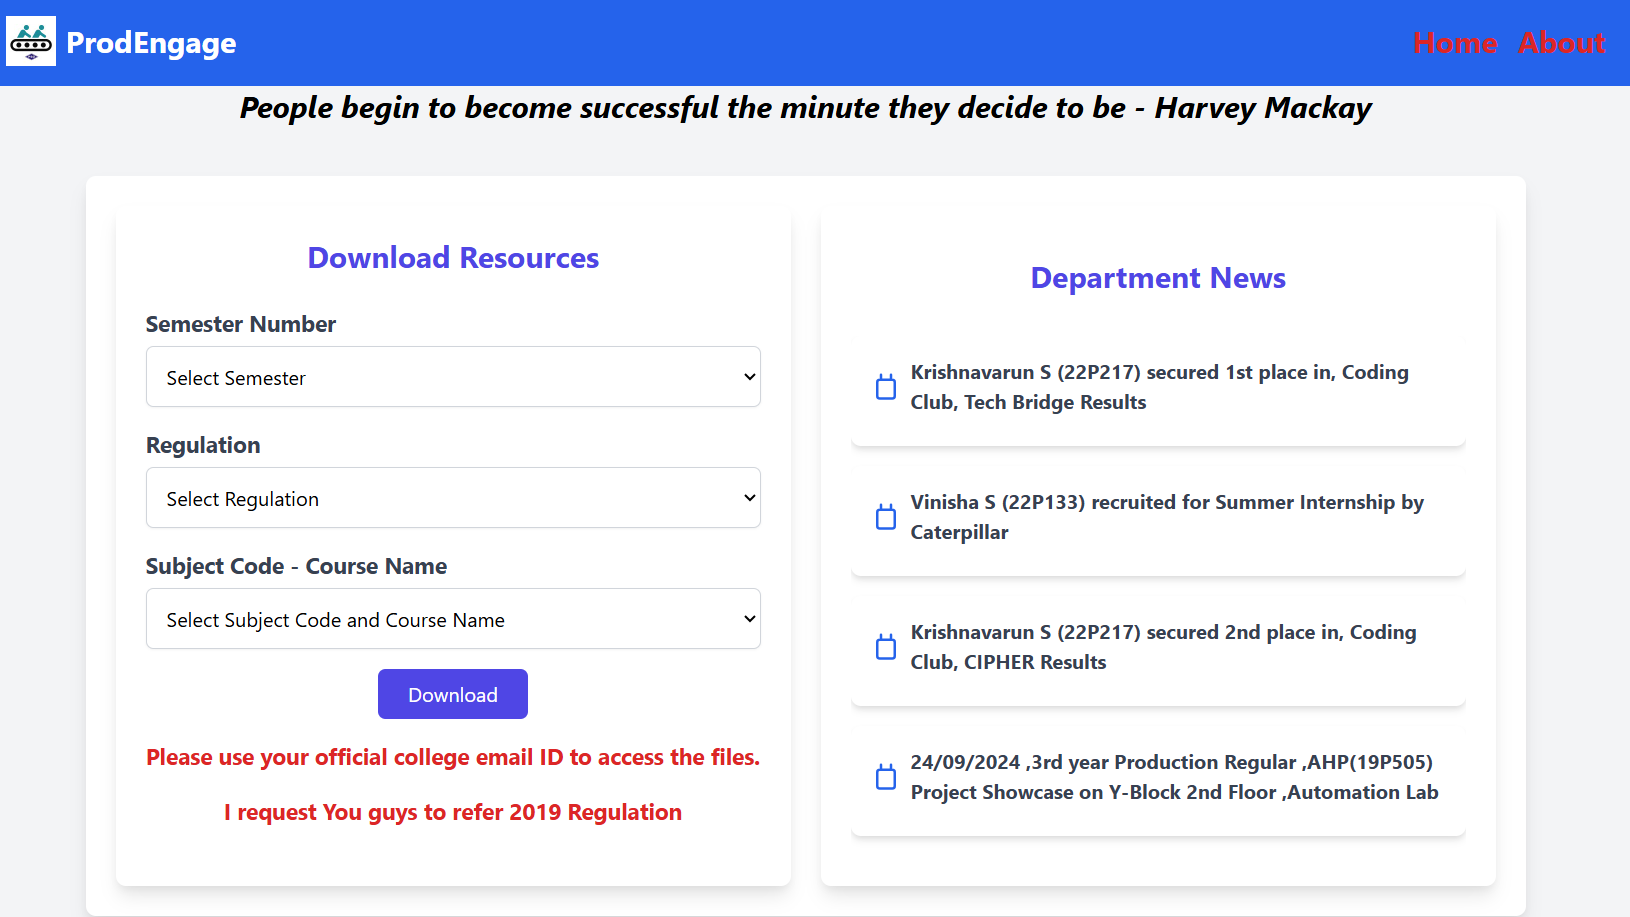 ProdEngage
Home About
People begin to become successful the minute they decide to be - Harvey Mackay
Download Resources
Semester Number
Select Semester
Regulation
Select Regulation
Subject Code - Course Name
Select Subject Code and Course Name
Download
Please use your official college email ID to access the files.
I request You guys to refer 2019 Regulation
Department News
Krishnavarun S (22P217) secured 1st place in, Coding
Club, Tech Bridge Results
Vinisha S (22P133) recruited for Summer Internship by
Caterpillar
Krishnavarun S (22P217) secured 2nd place in, Coding
Club, CIPHER Results
24/09/2024 ,3rd year Production Regular ,AHP(19P505)
Project Showcase on Y-Block 2nd Floor ,Automation Lab